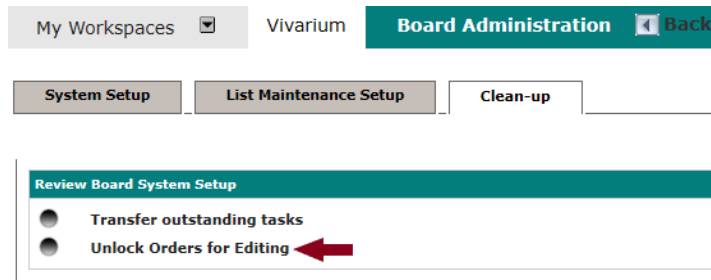 My Workspaces Vivarium Board Administration Back
System Setup List Maintenance Setup Clean-up
Review Board System Setup
Transfer outstanding tasks
Unlock Orders for Editing